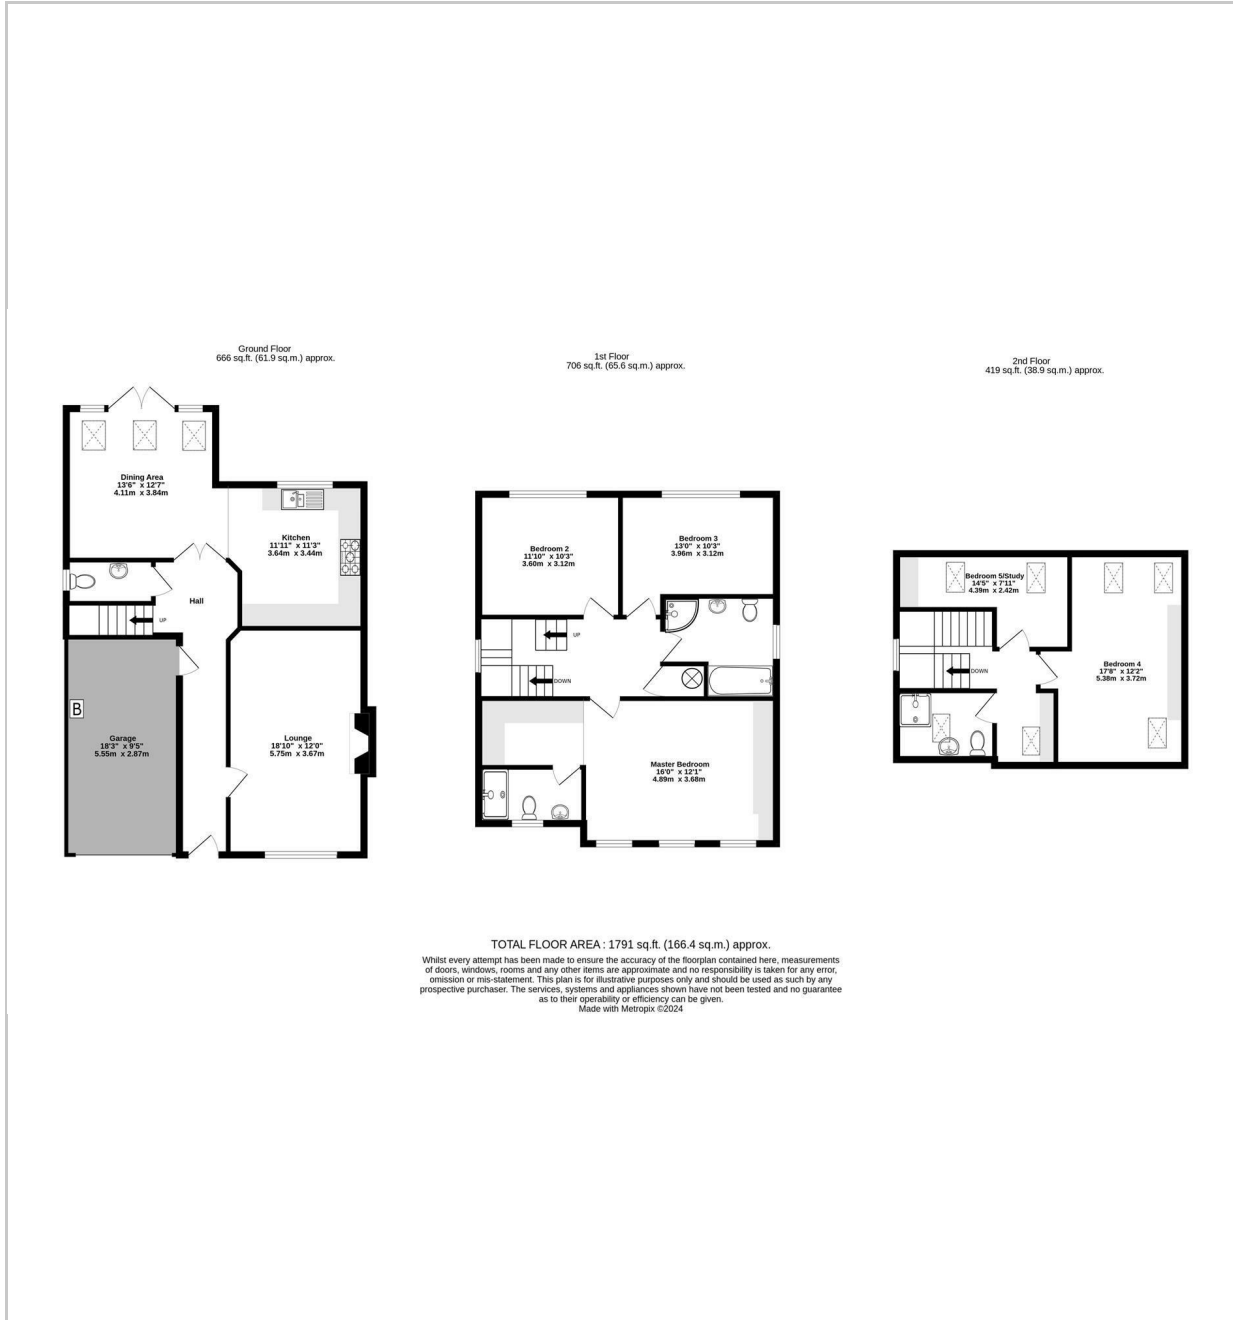 Ground Floor
666 sq.ft. (61.9 sq.m.) approx.
1st Floor
706 sq.ft. (65.6 sq.m.) approx.
2nd Floor
419 sq.ft. (38.9 sq.m.) approx.
Dining Area
13'6" x 12'7"
4.11m x 3.84m
Kitchen
11'11" x 11'3"
3.64m x 3.44m
Hall
UP
B
Garage
18'3" x 9'5"
5.55m x 2.87m
Lounge
18'10" x 12'0"
5.75m x 3.67m
Bedroom 2
11'10" x 10'3"
3.60m x 3.12m
Bedroom 3
13'0" x 10'3"
3.96m x 3.12m
UP
DOWN
Master Bedroom
16'0" x 12'1"
4.89m x 3.68m
Bedroom 5/Study
14'5" x 7'11"
4.39m x 2.42m
DOWN
Bedroom 4
17'8" x 12'2"
5.38m x 3.72m
TOTAL FLOOR AREA : 1791 sq.ft. (166.4 sq.m.) approx.
Whilst every attempt has been made to ensure the accuracy of the floorplan contained here, measurements
of doors, windows, rooms and any other items are approximate and no responsibility is taken for any error,
omission or mis-statement. This plan is for illustrative purposes only and should be used as such by any
prospective purchaser. The services, systems and appliances shown have not been tested and no guarantee
as to their operability or efficiency can be given.
Made with Metropix ©2024